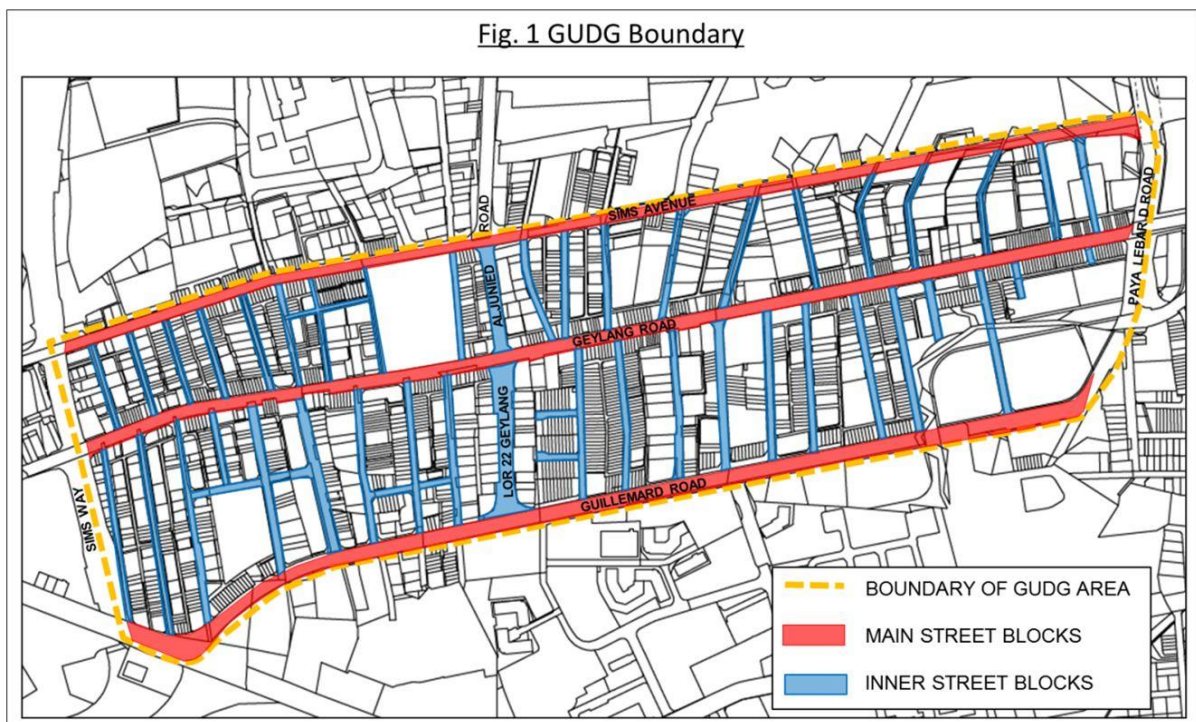 Fig. 1 GUDG Boundary
SIMS AVENUE
ROAD
ALJUNIED
PAYA LEBARD ROAD
GEYLANG ROAD
LOR 22 GEYLANG
SIMS WAY
GUILLEMARD ROAD
BOUNDARY OF GUDG AREA
MAIN STREET BLOCKS
INNER STREET BLOCKS